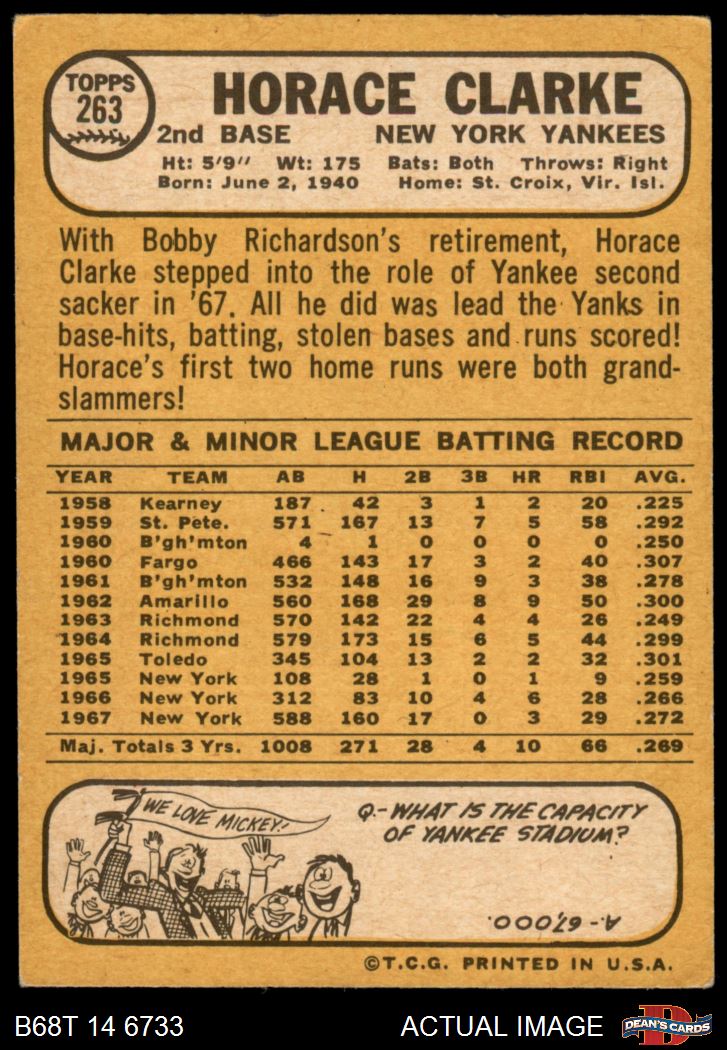 TOPPS
263
HORACE CLARKE
2nd BASE NEW YORK YANKEES
Ht: 5'9" Wt: 175 Bats: Both Throws: Right
Born: June 2, 1940 Home: St. Croix, Vir. Isl.
With Bobby Richardson's retirement, Horace
Clarke stepped into the role of Yankee second
sacker in '67. All he did was lead the Yanks in
base-hits, batting, stolen bases and runs scored!
Horace's first two home runs were both grand-
slammers!
MAJOR & MINOR LEAGUE BATTING RECORD
YEAR TEAM AB H 2B 3B HR RBI AVG.
1958 Kearney 187 42 3 1 2 20 .225
1959 St. Pete. 571 167 13 7 5 58 .292
1960 B'gh'mton 4 1 0 0 0 0 .250
1960 Fargo 466 143 17 3 2 40 .307
1961 B'gh'mton 532 148 16 9 3 38 .278
1962 Amarillo 560 168 29 8 9 50 .300
1963 Richmond 570 142 22 4 4 26 .249
1964 Richmond 579 173 15 6 5 44 .299
1965 Toledo 345 104 13 2 2 32 .301
1965 New York 108 28 1 0 1 9 .259
1966 New York 312 83 10 4 6 28 .266
1967 New York 588 160 17 0 3 29 .272
Maj. Totals 3 Yrs. 1008 271 28 4 10 66 .269
WE LOVE MICKEY!
Q.- WHAT IS THE CAPACITY
OF YANKEE STADIUM?
A.- 67,000.
©T.C.G. PRINTED IN U.S.A.
B68T 14 6733 ACTUAL IMAGE
D
DEAN'S CARDS